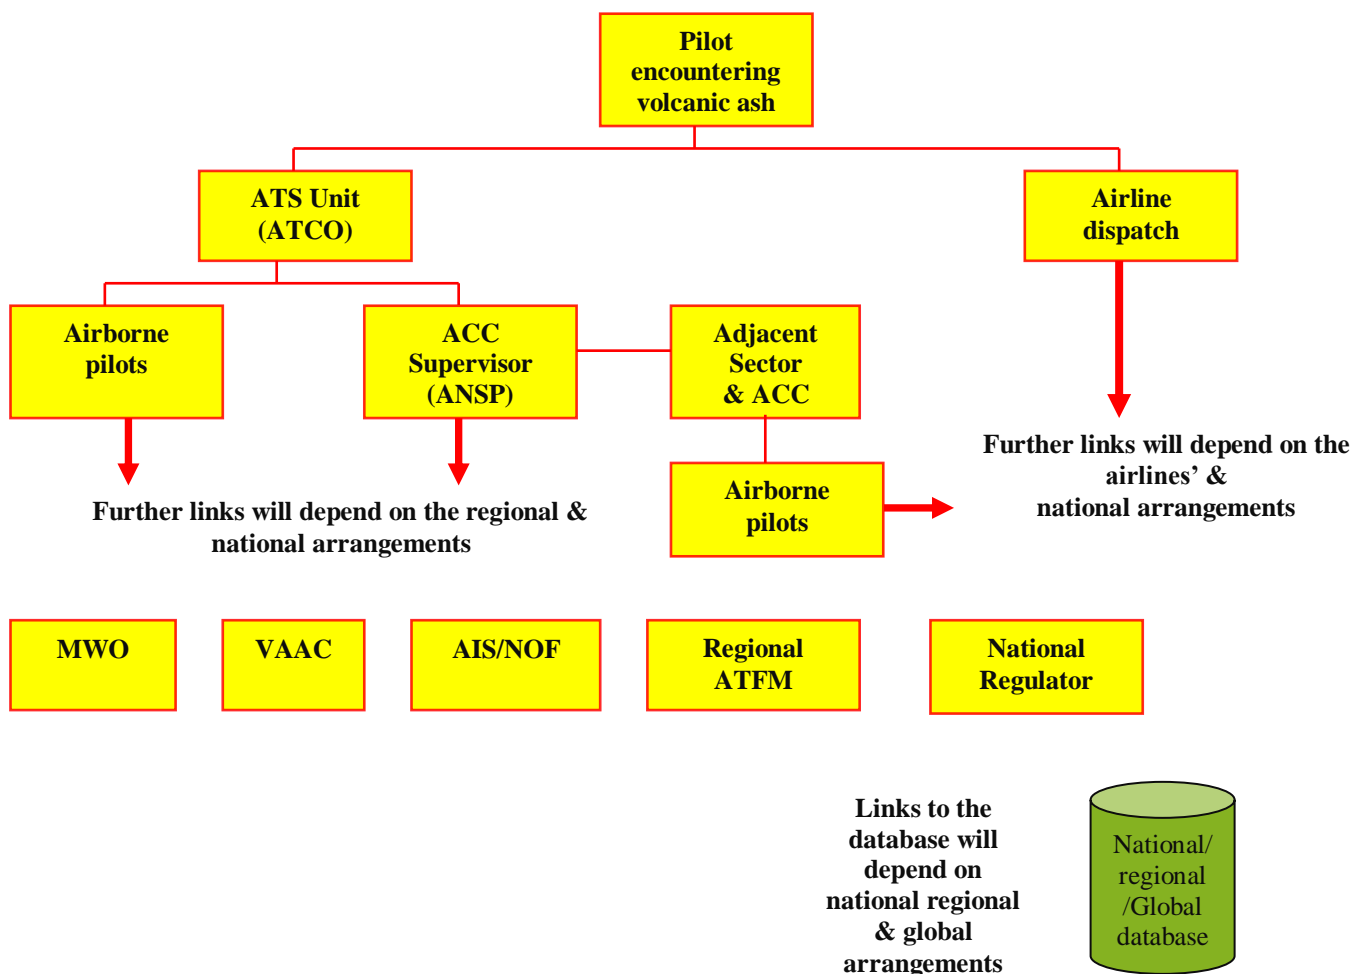 Pilot
encountering
volcanic ash
ATS Unit
(ATCO)
Airline
dispatch
Airborne
pilots
ACC
Supervisor
(ANSP)
Adjacent
Sector
& ACC
Further links will depend on the
airlines’ &
national arrangements
Airborne
pilots
Further links will depend on the regional &
national arrangements
MWO
VAAC
AIS/NOF
Regional
ATFM
National
Regulator
Links to the
database will
depend on
national regional
& global
arrangements
National/
regional
/Global
database